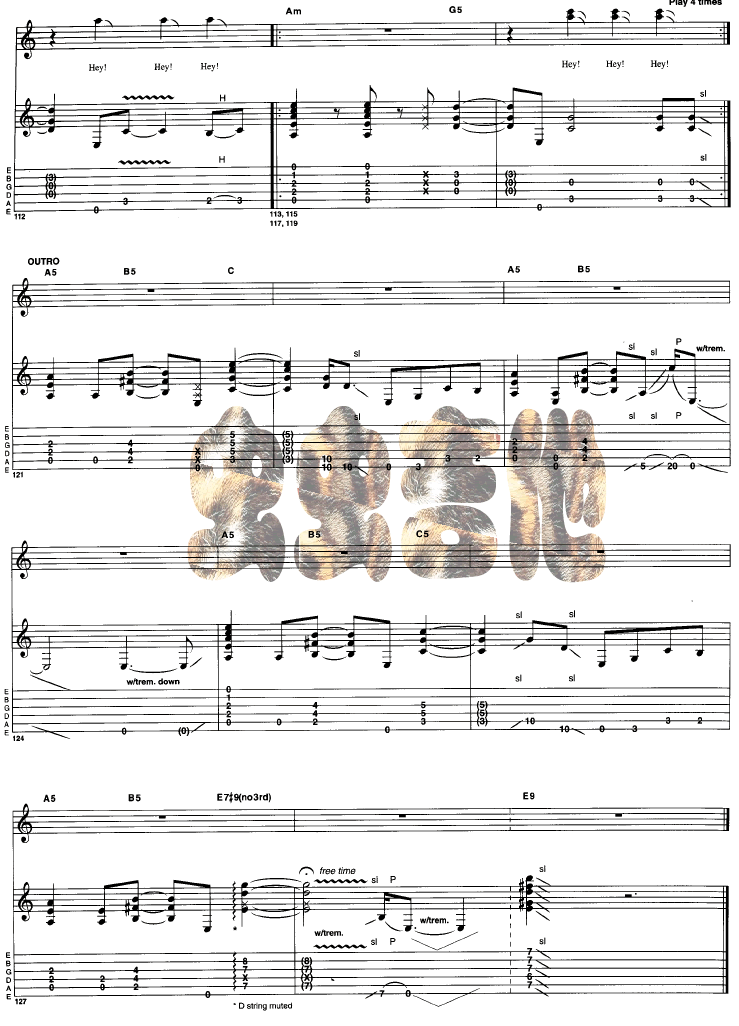 Play 4 times
Am G5
Hey! Hey! Hey! Hey! Hey! Hey!
H sl
H sl
E
B (3) 0 1 0 1 X 3 (3) 0 0 0
G (0) 2 2 X 0 (0)
D (0) 2 2 X 0 (0)
A 3 2 3 0 0 3 3 3
E 0 0
112 113, 115
117, 119
OUTRO
A5 B5 C A5 B5
sl sl sl P w/trem.
sl sl sl P
E
B 5 (5)
G 2 4 X 5 (5) 2 4
D 2 4 X 5 (5) 2 4
A 0 0 2 X 3 (3) 10 3 3 2 0 0 2
E 0 10 10 0 0 5 20 0
121
A5 B5 C5
sl sl
w/trem. down
sl sl
E 0
B 1
G 2 4 5 (5)
D 2 4 5 (5)
A 0 0 2 3 (3) 10 3 2
E 0 (0) 0 10 0 3
124
A5 B5 E7♯9(no3rd) E9
free time sl P sl
w/trem. w/trem.
sl P sl
E 7
B 8 (8) 7
G 2 4 7 (7) 7
D 2 2 4 X (X) 6
A 0 0 2 7 (7) 7
E 0 7 0
127
* D string muted